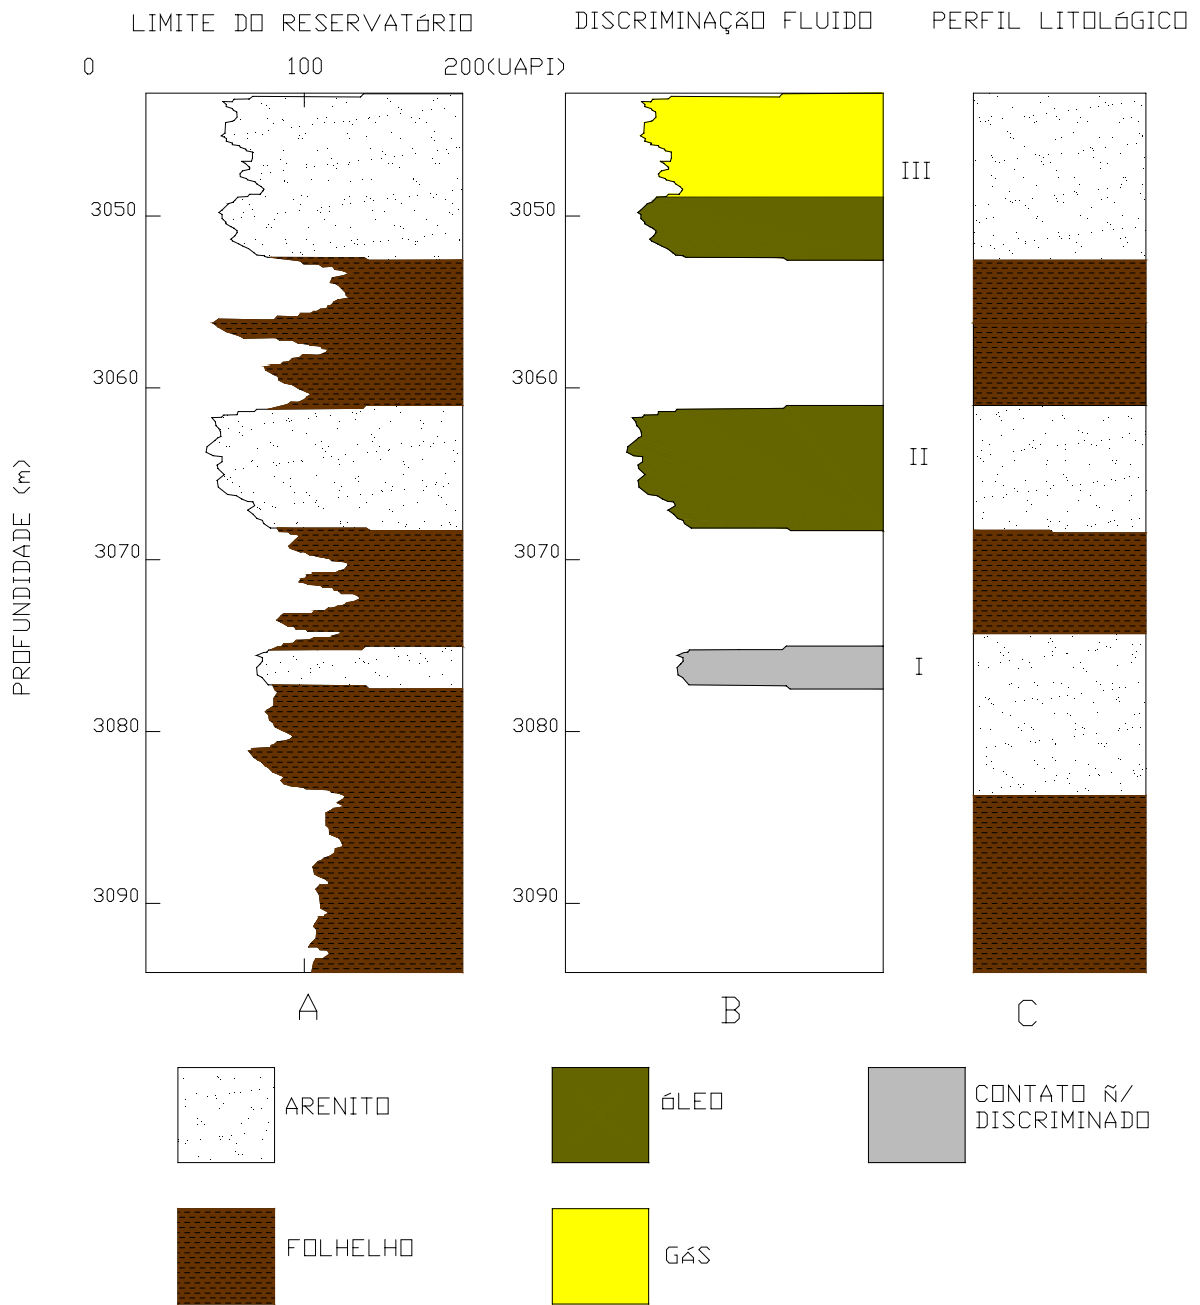 LIMITE DO RESERVATÓRIO
DISCRIMINAÇÃO FLUIDO
PERFIL LITOLÓGICO
0 100 200(UAPI)
III
3050 3050
3060 3060
II
PROFUNDIDADE (m)
3070 3070
I
3080 3080
3090 3090
A B C
ARENITO
ÓLEO
CONTATO Ñ/
DISCRIMINADO
FOLHELHO
GÁS